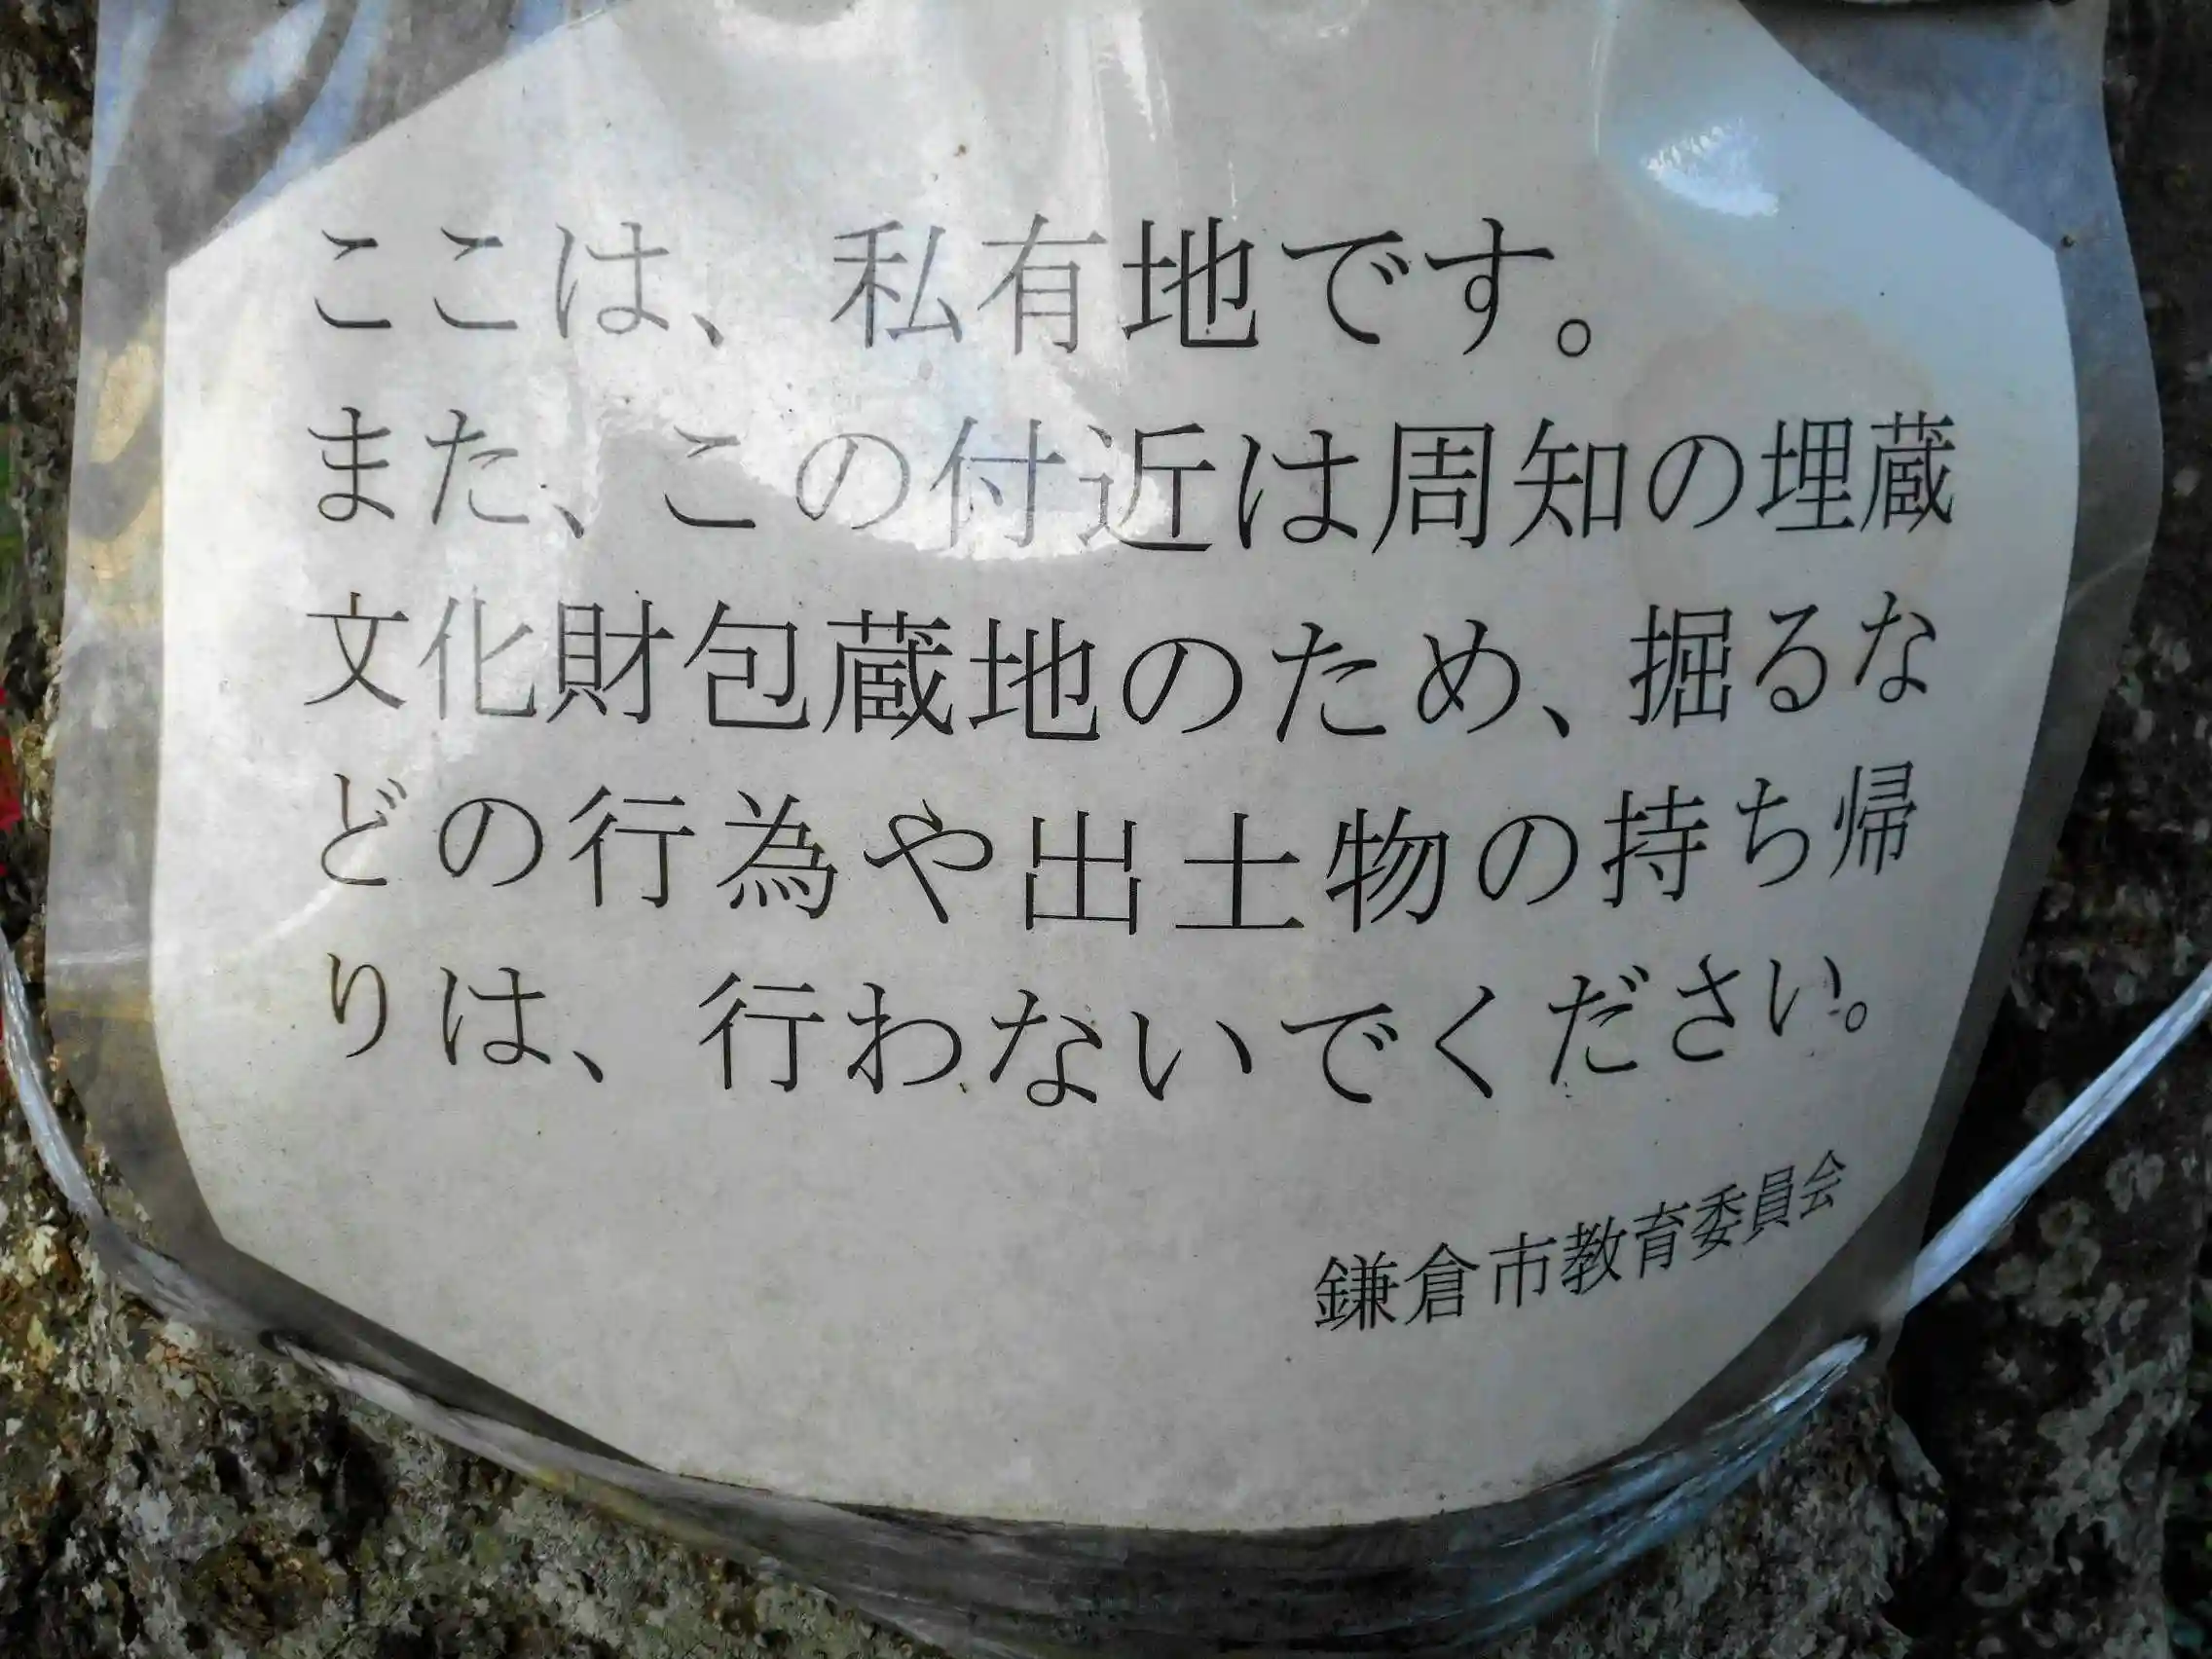 ここは、私有地です。
また、この付近は周知の埋蔵
文化財包蔵地のため、掘るな
どの行為や出土物の持ち帰
りは、行わないでください。
鎌倉市教育委員会